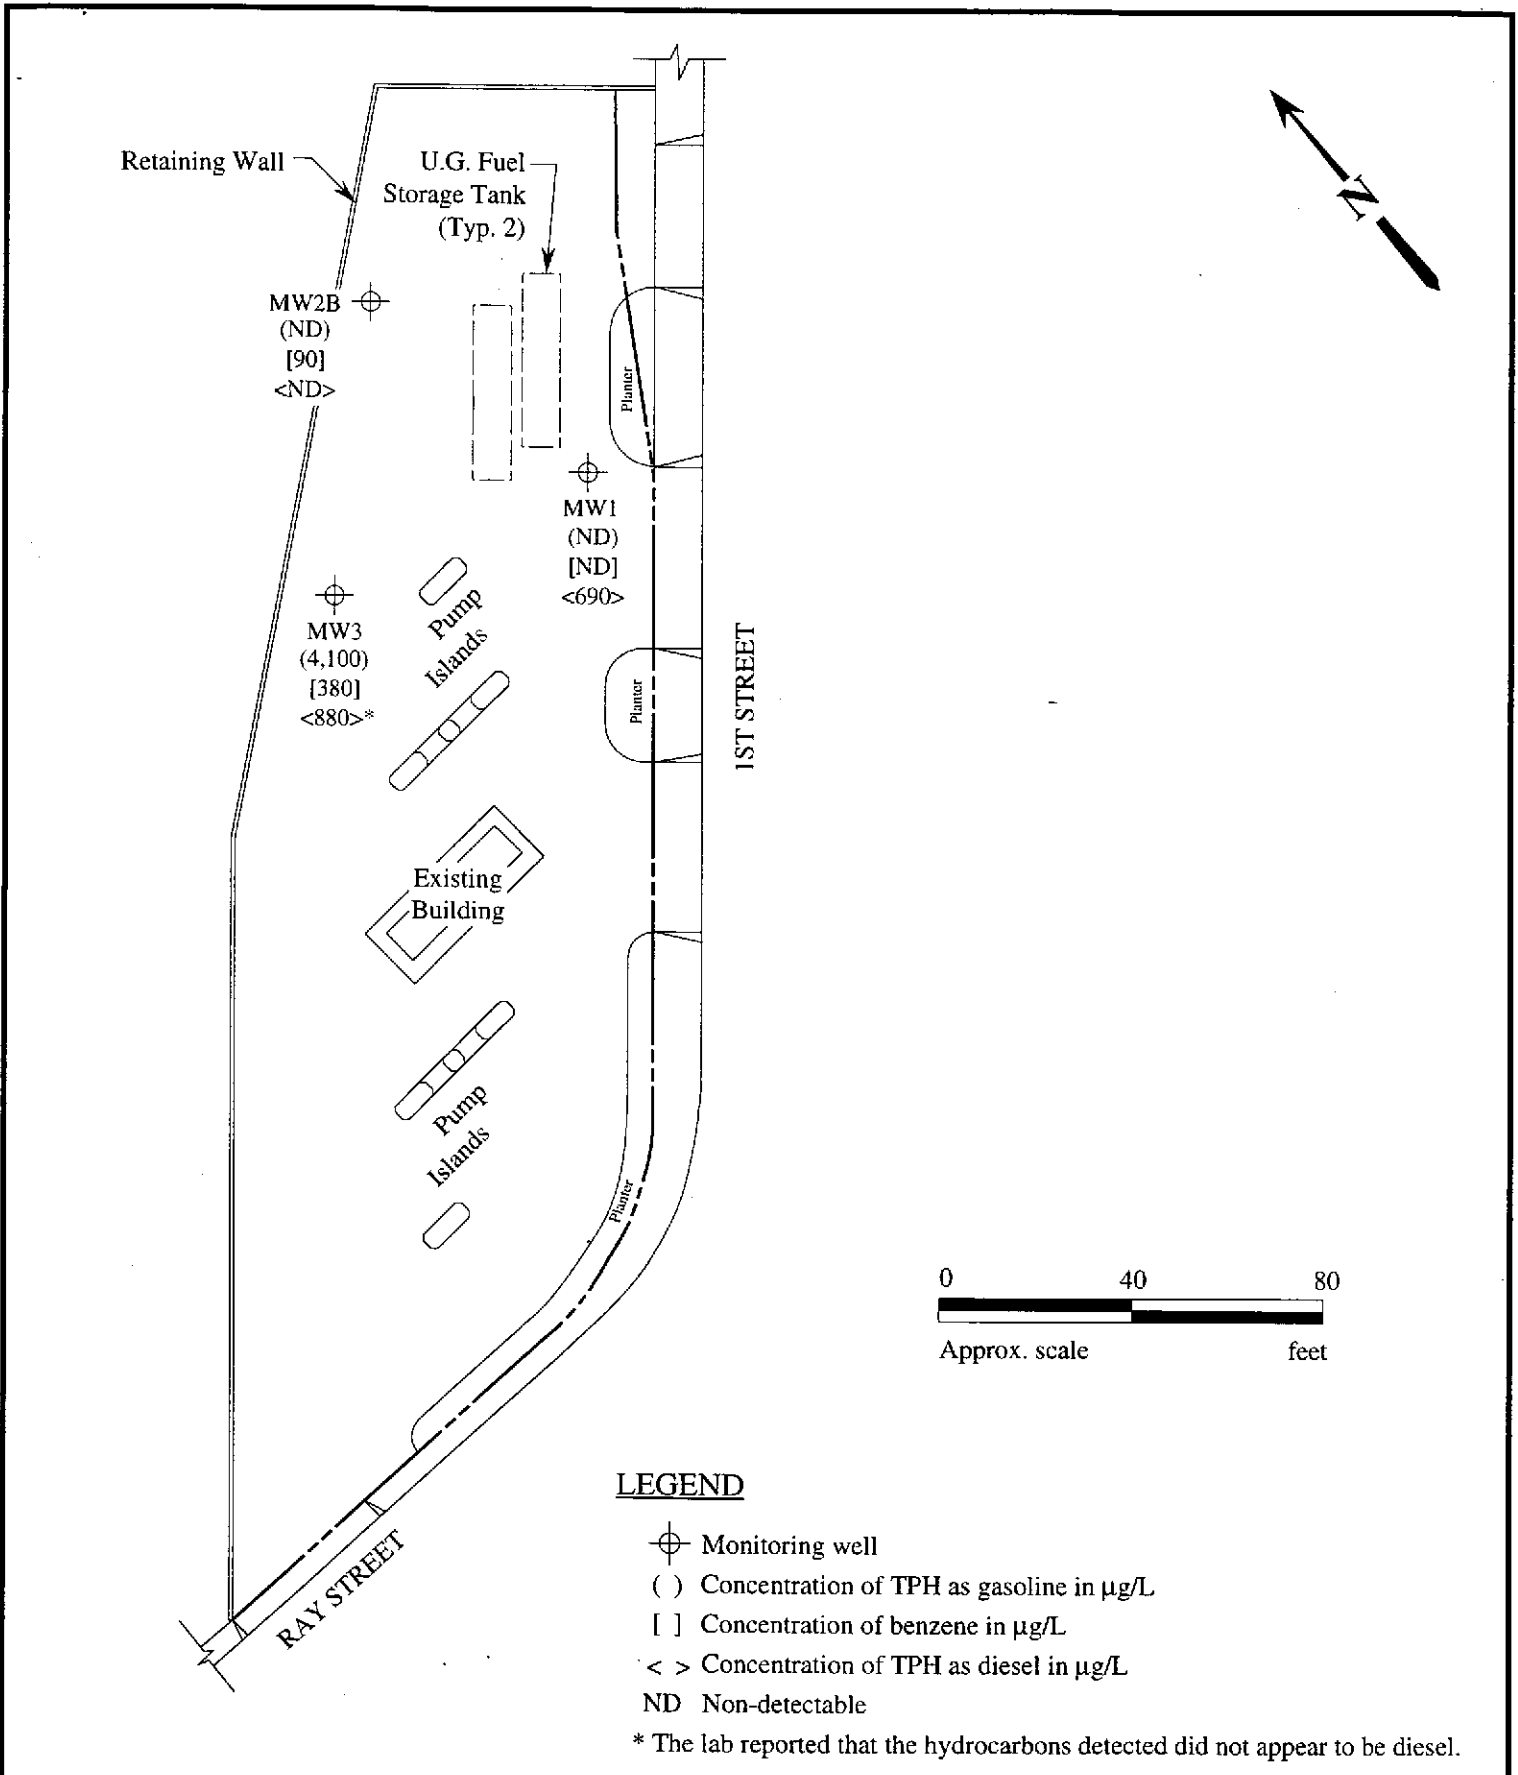 Retaining Wall
U.G. Fuel
Storage Tank
(Typ. 2)
N
MW2B
(ND)
[90]
<ND>
Planter
MW1
(ND)
[ND]
<690>
MW3
(4,100)
[380]
<880>*
Pump
Islands
Planter
1ST STREET
Existing
Building
Pump
Islands
Planter
RAY STREET
0 40 80
Approx. scale feet
LEGEND
Monitoring well
( ) Concentration of TPH as gasoline in µg/L
[ ] Concentration of benzene in µg/L
< > Concentration of TPH as diesel in µg/L
ND Non-detectable
* The lab reported that the hydrocarbons detected did not appear to be diesel.